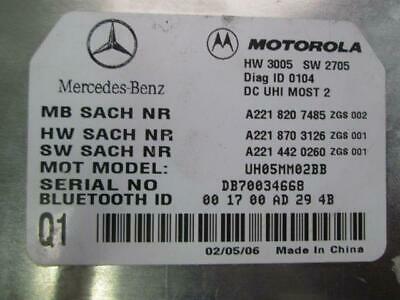 MOTOROLA
Mercedes-Benz
HW 3005 SW 2705
Diag ID 0104
DC UHI MOST 2
MB SACH NR A221 820 7485 ZGS 002
HW SACH NR A221 870 3126 ZGS 001
SW SACH NR A221 442 0260 ZGS 001
MOT MODEL: UH05MM02BB
SERIAL NO DB70034668
BLUETOOTH ID 00 17 00 AD 29 4B
Q1
02/05/06 Made In China